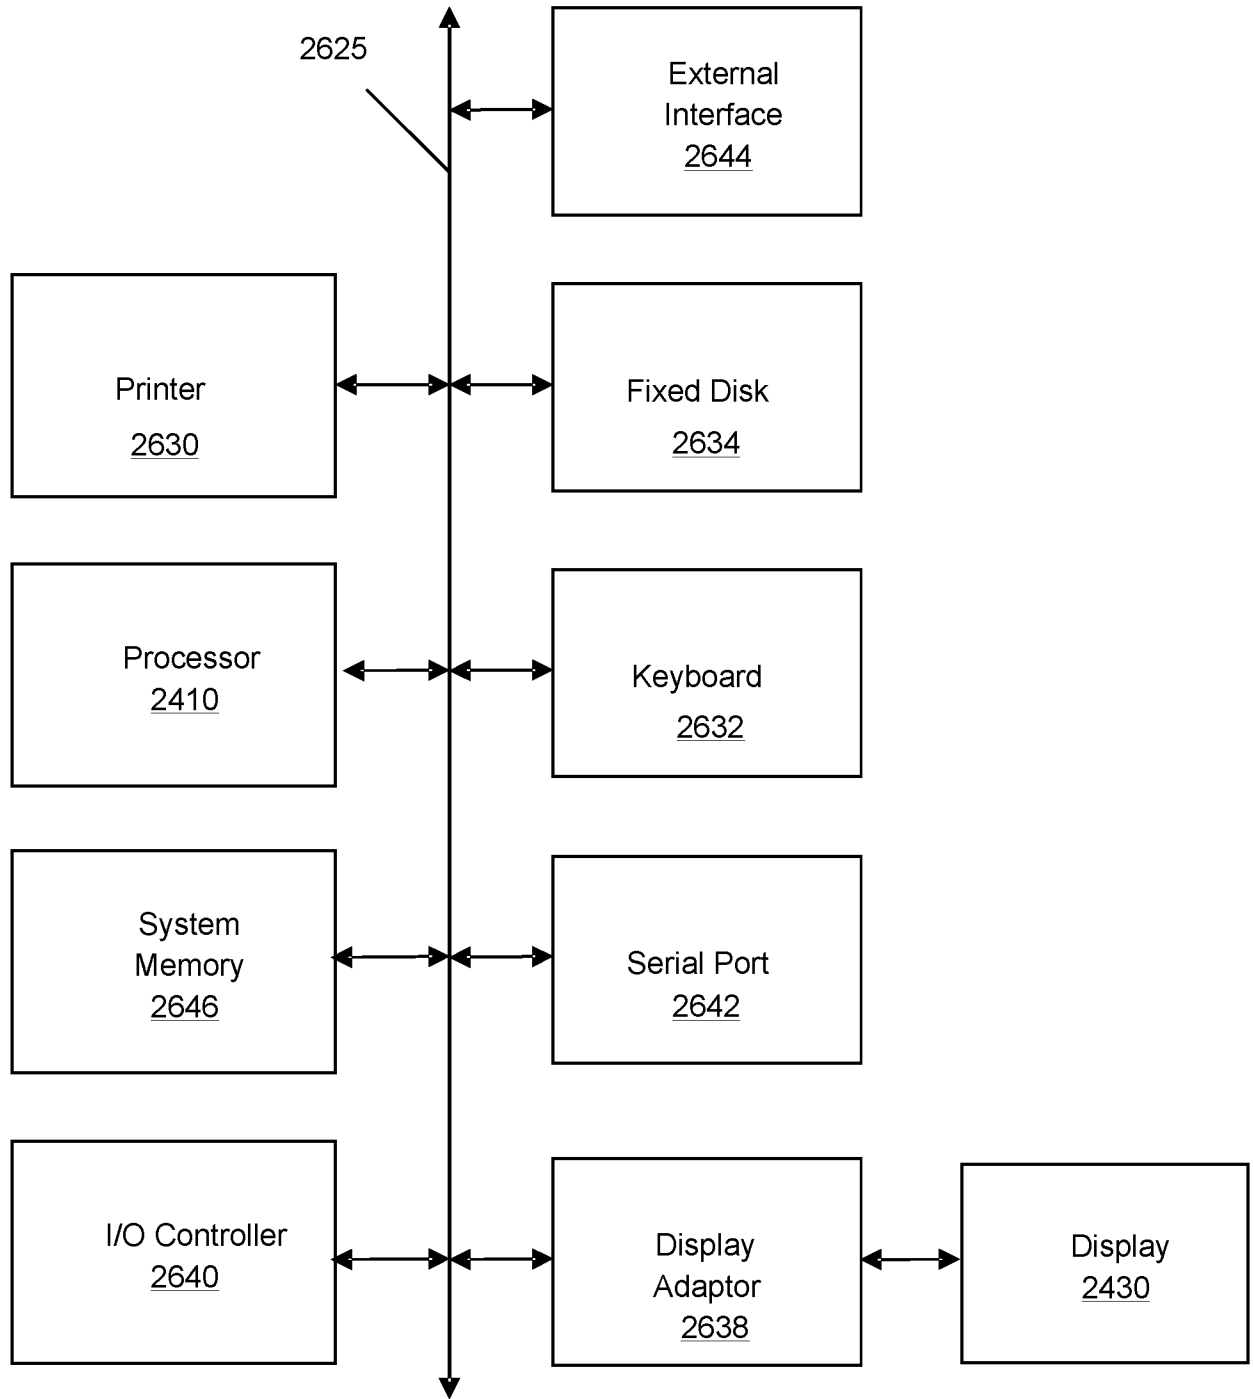 2625
External
Interface
2644
Printer
2630
Fixed Disk
2634
Processor
2410
Keyboard
2632
System
Memory
2646
Serial Port
2642
I/O Controller
2640
Display
Adaptor
2638
Display
2430